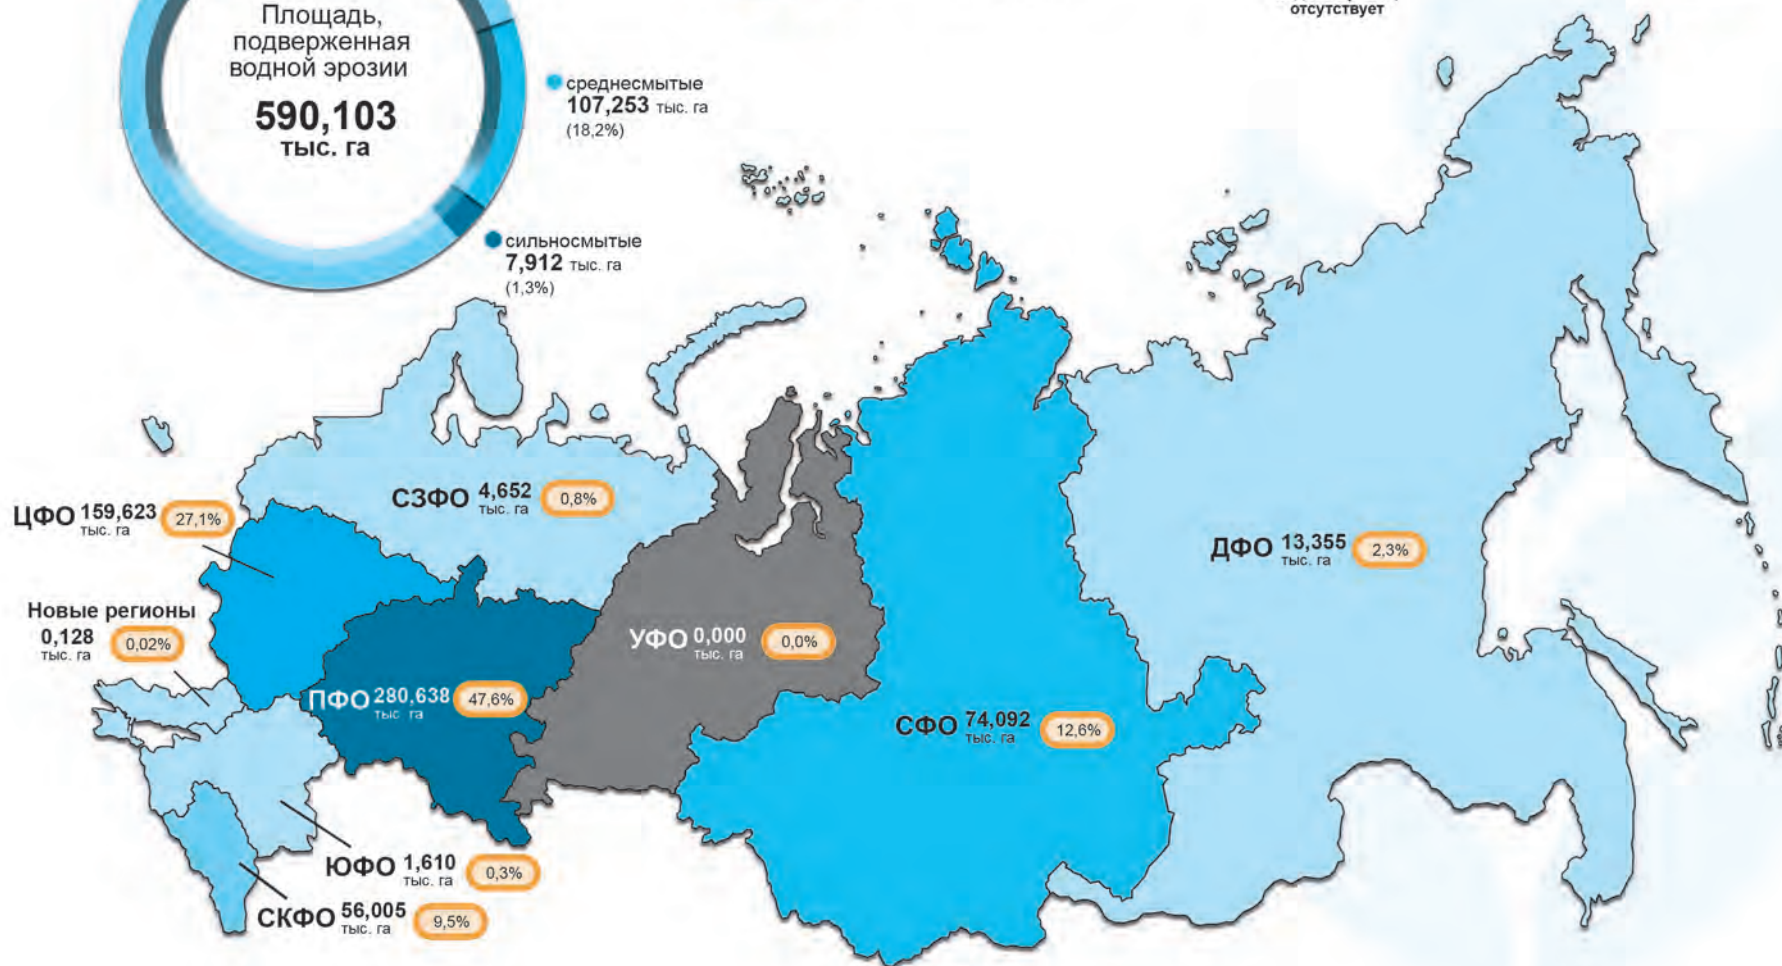 отсутствует
Площадь,
подверженная
водной эрозии
590,103
тыс. га
среднесмытые
107,253 тыс. га
(18,2%)
сильносмытые
7,912 тыс. га
(1,3%)
СЗФО 4,652 0,8%
тыс. га
ЦФО 159,623 27,1%
тыс. га
ДФО 13,355 2,3%
тыс. га
Новые регионы
0,128 0,02%
тыс. га
УФО 0,000 0,0%
тыс. га
ПФО 280,638 47,6%
тыс га
СФО 74,092 12,6%
тыс. га
ЮФО 1,610 0,3%
тыс. га
СКФО 56,005 9,5%
тыс. га